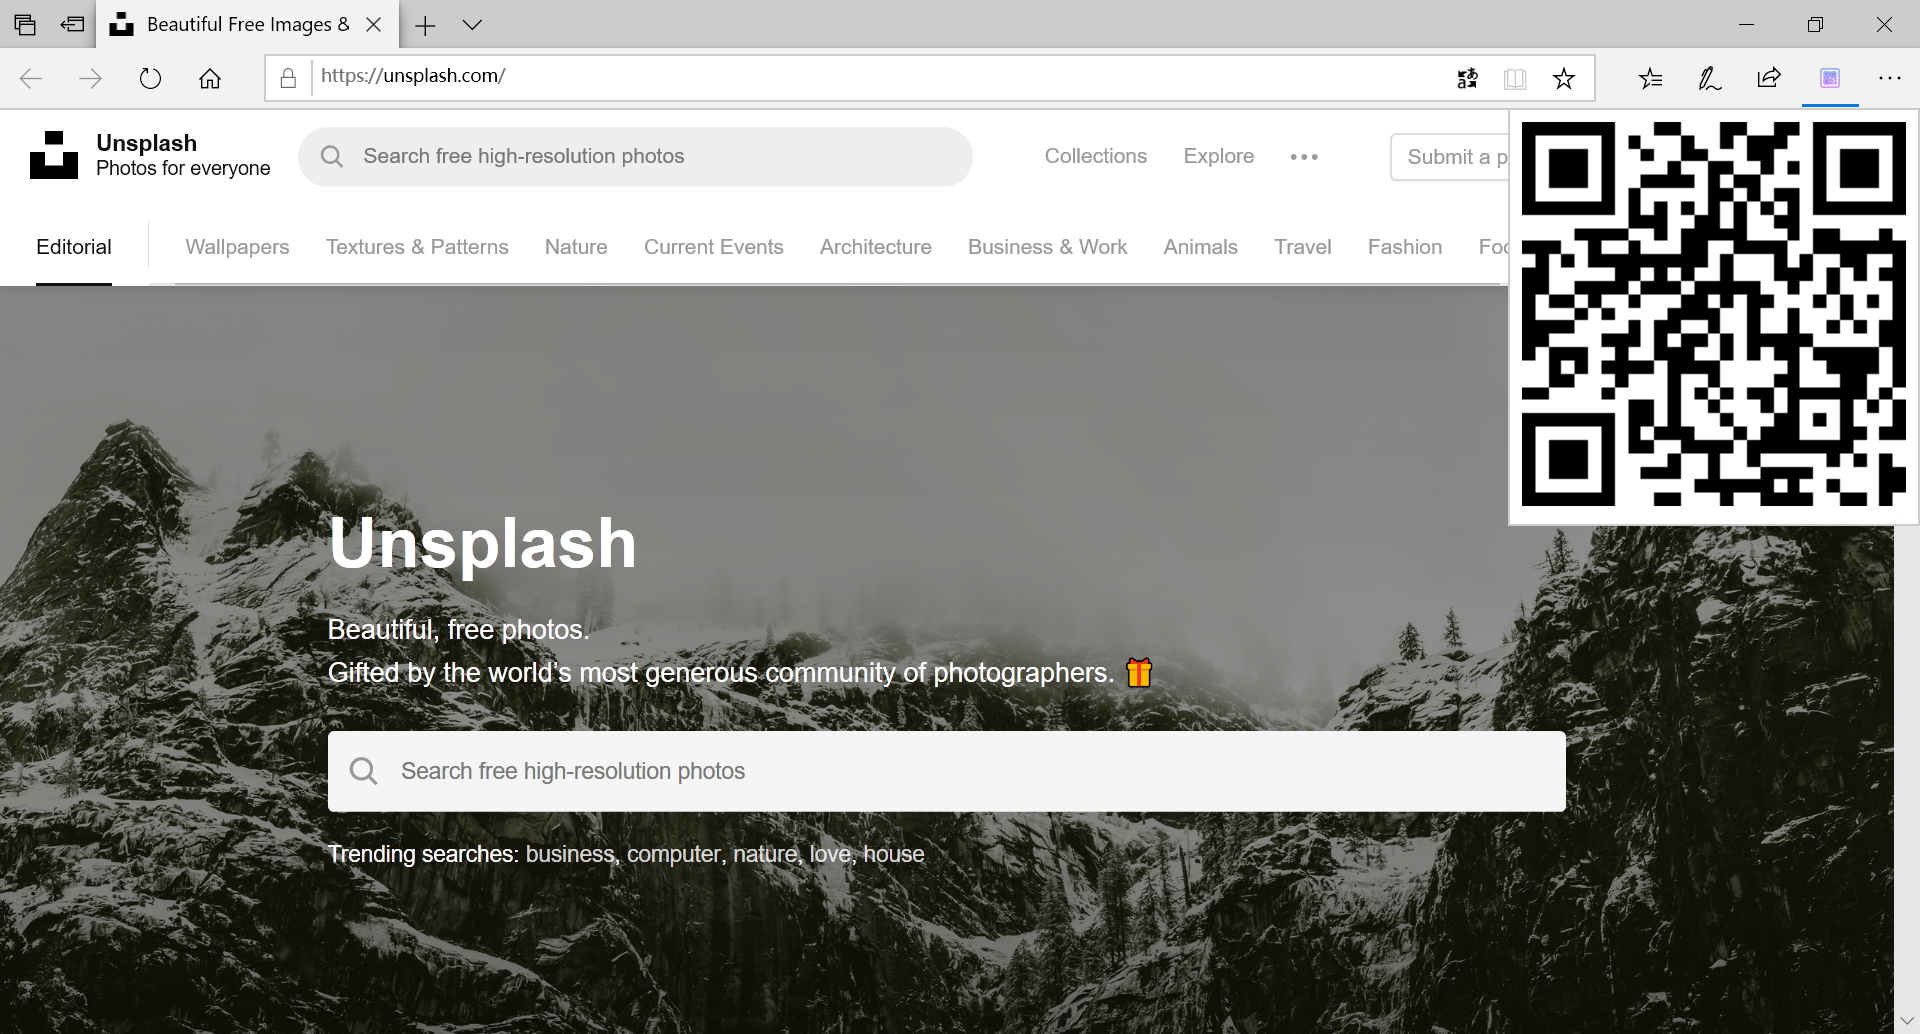 Beautiful Free Images &
https://unsplash.com/
Unsplash
Photos for everyone
Search free high-resolution photos
Collections
Explore
Submit a p
Editorial
Wallpapers
Textures & Patterns
Nature
Current Events
Architecture
Business & Work
Animals
Travel
Fashion
Unsplash
Beautiful, free photos.
Gifted by the world’s most generous community of photographers. 🎁
Search free high-resolution photos
Trending searches: business, computer, nature, love, house